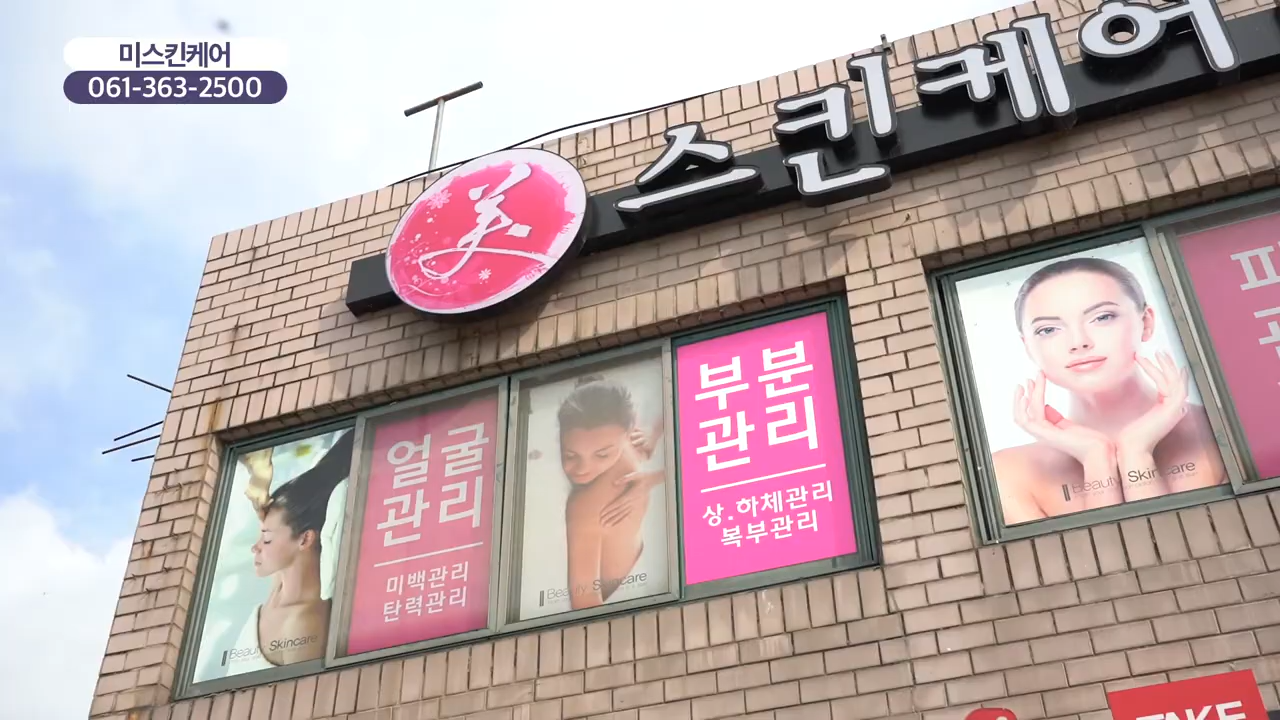 미스킨케어
061-363-2500
美 스킨케어
얼굴
관리
미백관리
탄력관리
부분
관리
상.하체관리
복부관리
Beauty Skincare
Beauty Skincare
Beauty Skincare